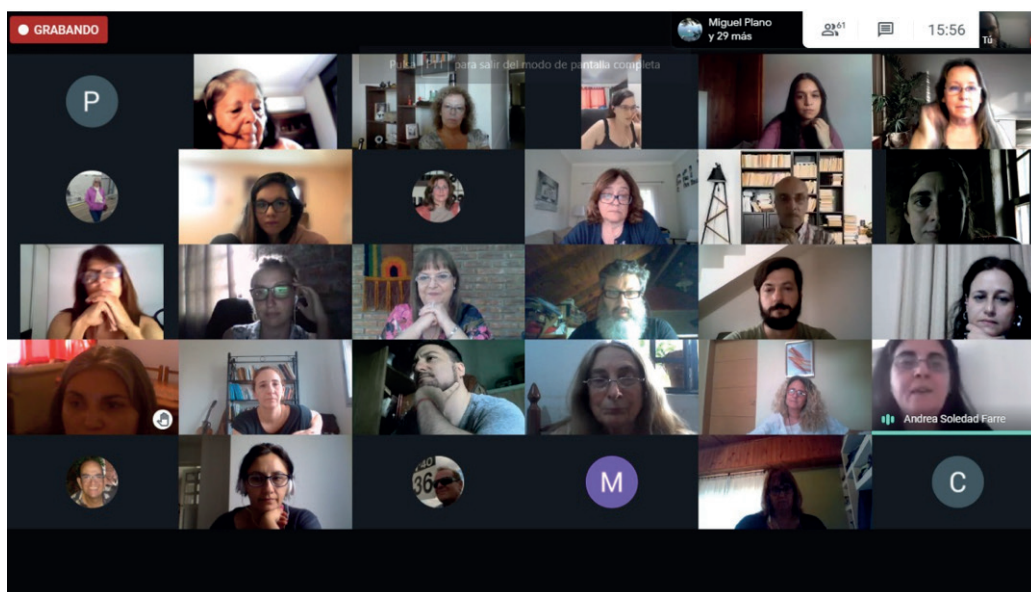 GRABANDO
Miguel Plano
y 29 más
61
15:56
Tú
P
para salir del modo de pantalla completa
Andrea Soledad Farre
36
M
C